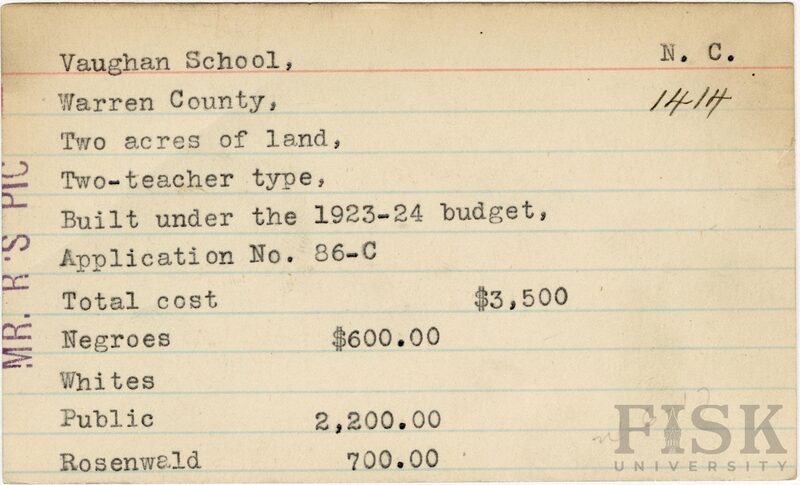 Vaughan School, N. C.
Warren County, 1414
Two acres of land,
Two-teacher type,
Built under the 1923-24 budget,
Application No. 86-C
Total cost $3,500
Negroes $600.00
Whites
Public 2,200.00
Rosenwald 700.00
MR. R'S PIC
FISK
UNIVERSITY